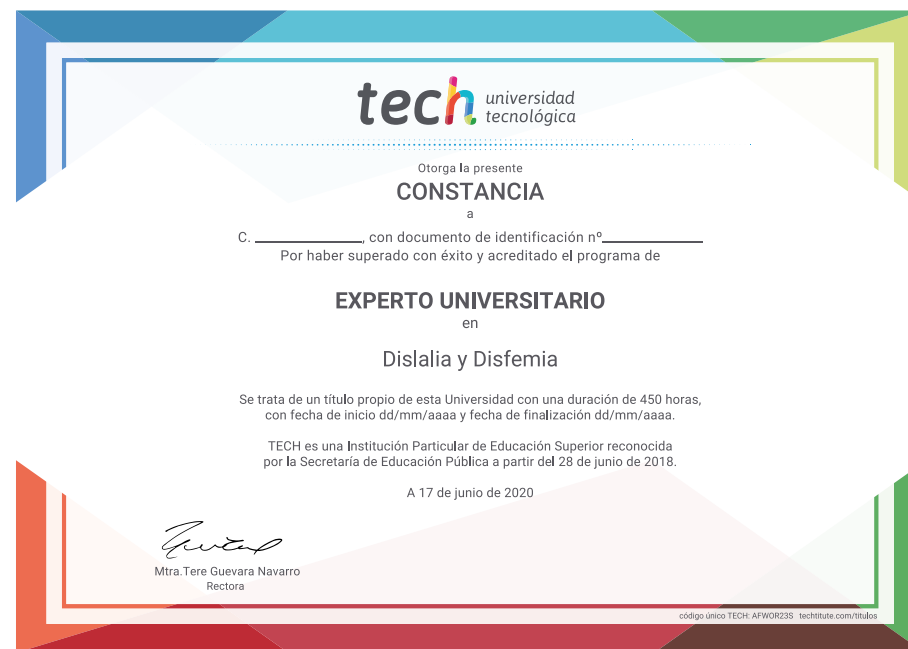 tech universidad
tecnológica
Otorga la presente
CONSTANCIA
a
C. ______________, con documento de identificación nº_____________
Por haber superado con éxito y acreditado el programa de
EXPERTO UNIVERSITARIO
en
Dislalia y Disfemia
Se trata de un título propio de esta Universidad con una duración de 450 horas,
con fecha de inicio dd/mm/aaaa y fecha de finalización dd/mm/aaaa.
TECH es una Institución Particular de Educación Superior reconocida
por la Secretaría de Educación Pública a partir del 28 de junio de 2018.
A 17 de junio de 2020
Mtra.Tere Guevara Navarro
Rectora
código único TECH: AFWOR23S techtitute.com/titulos